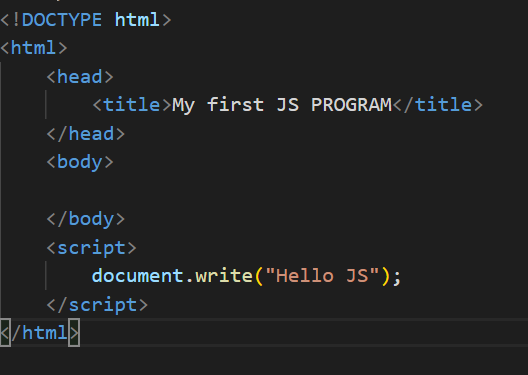 <!DOCTYPE html>
<html>
    <head>
        <title>My first JS PROGRAM</title>
    </head>
    <body>

    </body>
    <script>
        document.write("Hello JS");
    </script>
</html>